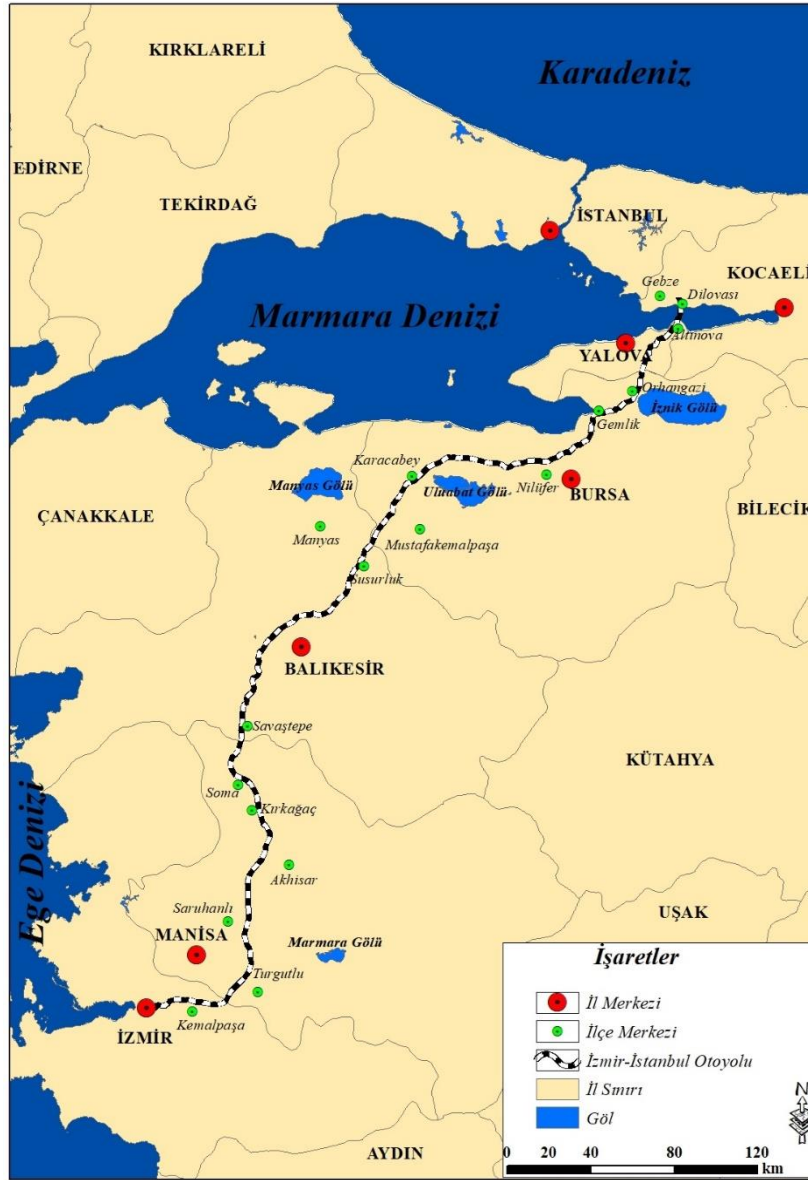 KIRKLARELİ
Karadeniz
EDİRNE
TEKİRDAĞ
İSTANBUL
KOCAELİ
Gebze
Dilovası
Marmara Denizi
Altınova
YALOVA
Orhangazi
İznik Gölü
Gemlik
Karacabey
Manyas Gölü
Uluabat Gölü
Nilüfer
BURSA
ÇANAKKALE
BİLECİK
Manyas
Mustafakemalpaşa
Susurluk
BALIKESİR
Savaştepe
KÜTAHYA
Soma
Kırkağaç
Ege Denizi
Akhisar
Saruhanlı
UŞAK
MANİSA
Marmara Gölü
Turgutlu
Kemalpaşa
İZMİR
AYDIN
İşaretler
İl Merkezi
İlçe Merkezi
İzmir-İstanbul Otoyolu
İl Sınırı
Göl
N
0 20 40 80 120
km